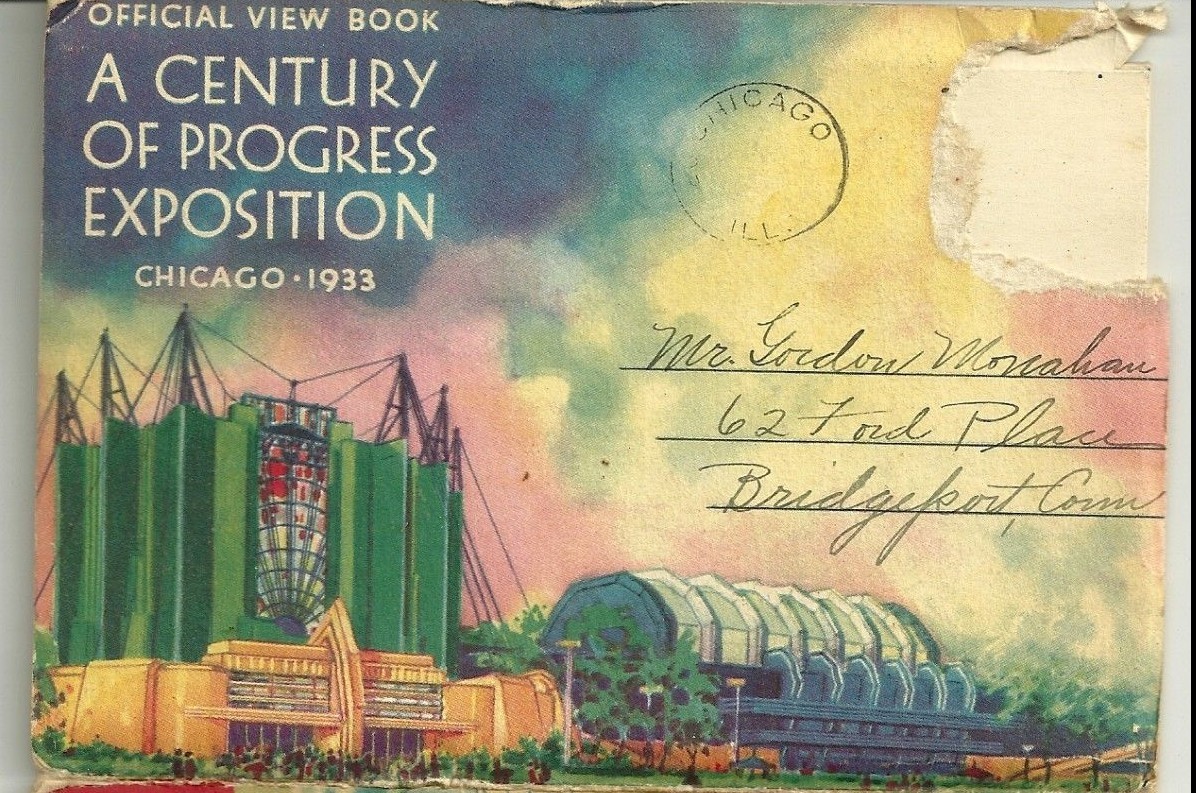 OFFICIAL VIEW BOOK
A CENTURY
OF PROGRESS
EXPOSITION
CHICAGO · 1933
CHICAGO
ILL.
Mr. Gordon Monahan
62 Ford Place
Bridgeport, Conn